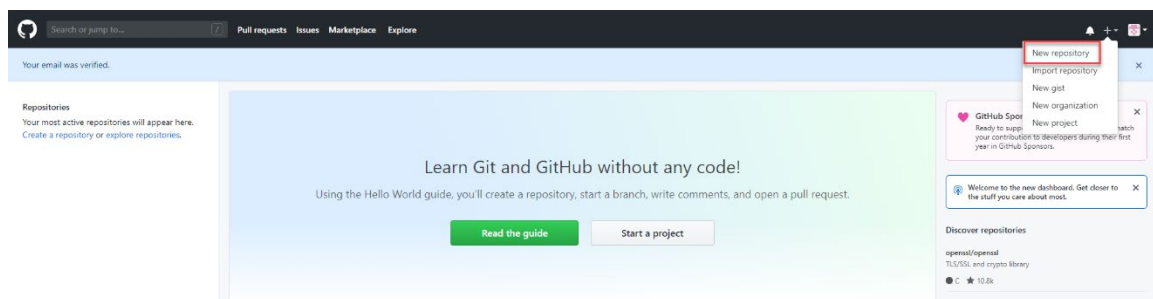 Search or jump to...
/
Pull requests Issues Marketplace Explore
New repository
Import repository
New gist
New organization
New project
Your email was verified.
Repositories
Your most active repositories will appear here.
Create a repository or explore repositories.
Learn Git and GitHub without any code!
Using the Hello World guide, you'll create a repository, start a branch, write comments, and open a pull request.
Read the guide
Start a project
GitHub Spon
Ready to supp atch
your contribution to developers during their first
year in GitHub Sponsors.
Welcome to the new dashboard. Get closer to
the stuff you care about most.
Discover repositories
openssl/openssl
TLS/SSL and crypto library
C ★ 10.8k